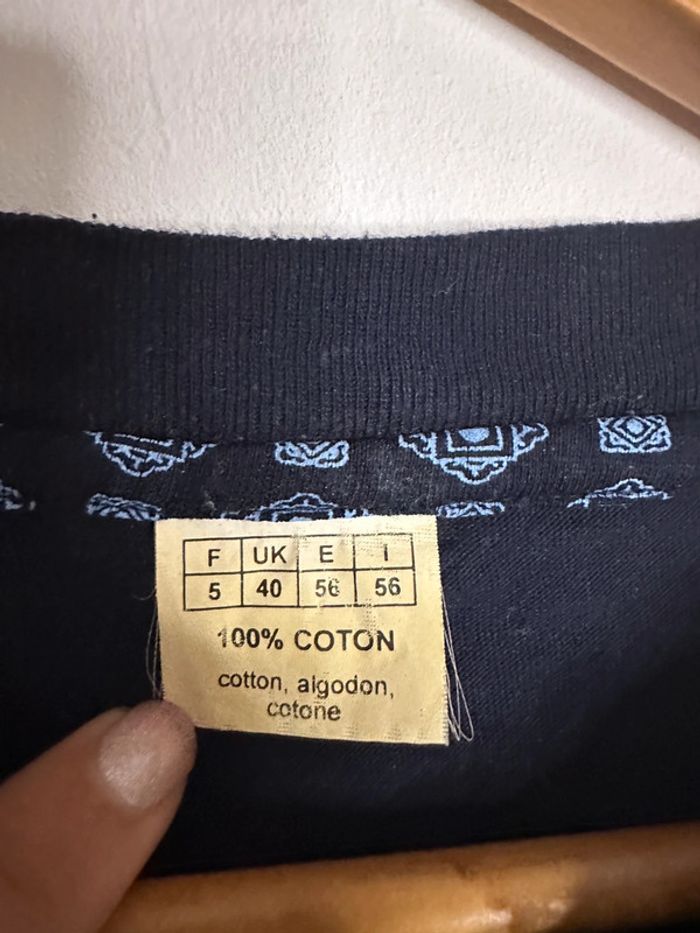 F UK E I
5 40 56 56
100% COTON
cotton, algodon,
cotone